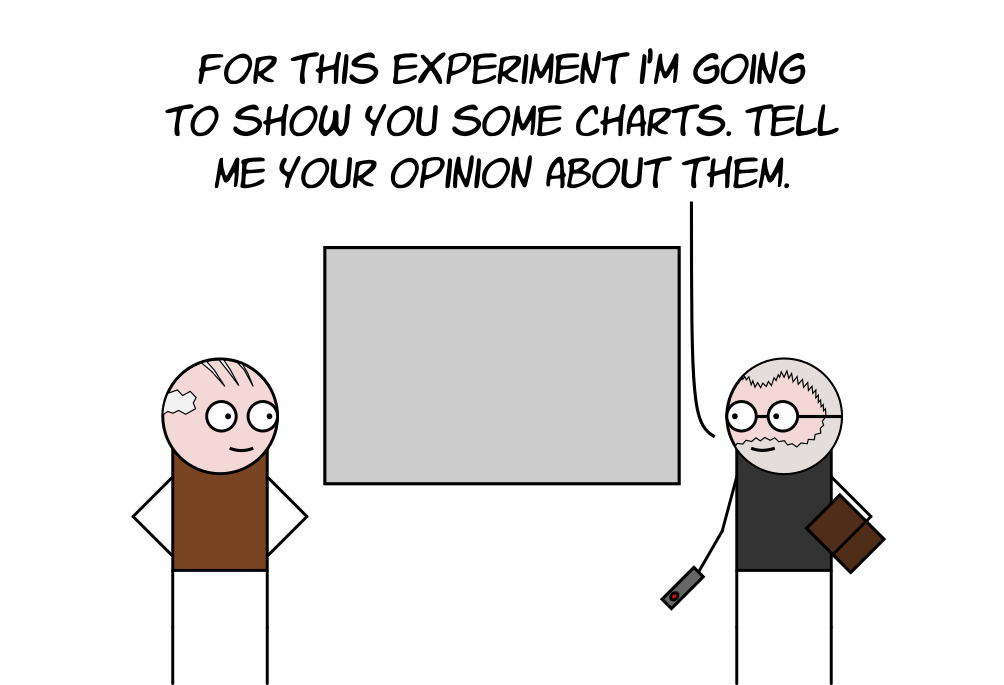 FOR THIS EXPERIMENT I'M GOING
TO SHOW YOU SOME CHARTS. TELL
ME YOUR OPINION ABOUT THEM.